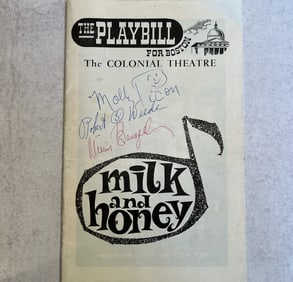 THE PLAYBILL
FOR BOSTON
The COLONIAL THEATRE
Molly Picon
Robert Weede
milk
and
honey